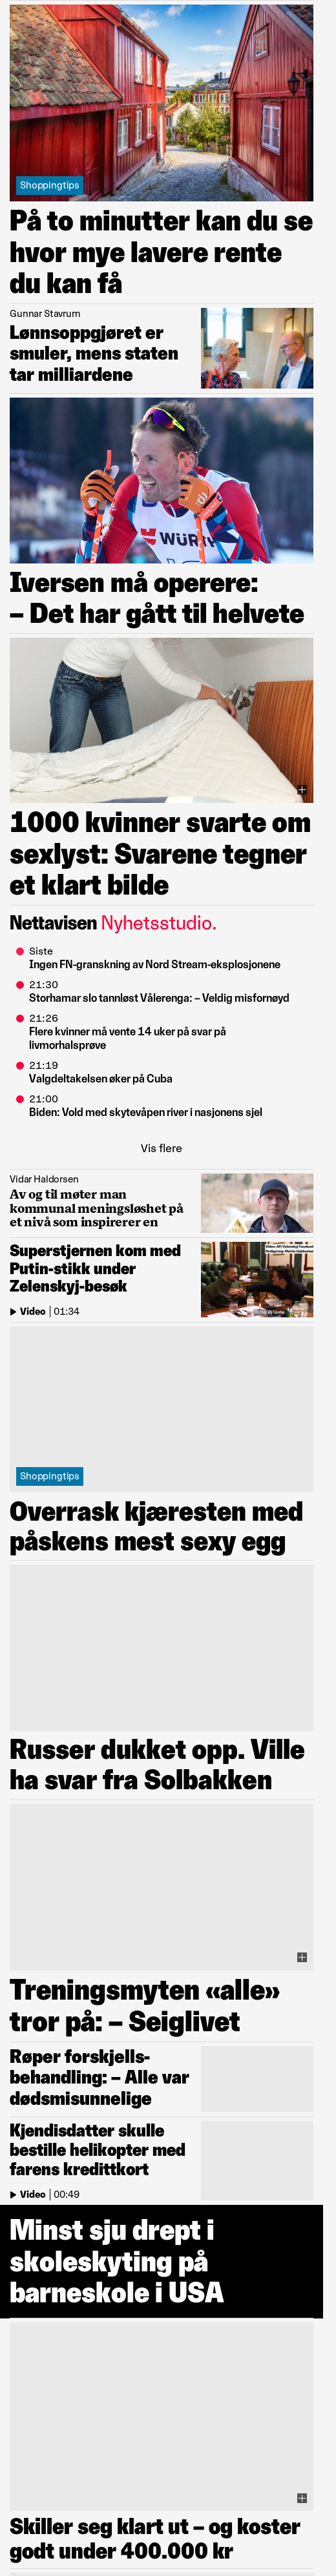 Shoppingtips
På to minutter kan du se
hvor mye lavere rente
du kan få
Gunnar Stavrum
Lønnsoppgjøret er
smuler, mens staten
tar milliardene
WÜR
Iversen må operere:
– Det har gått til helvete
1000 kvinner svarte om
sexlyst: Svarene tegner
et klart bilde
Nettavisen Nyhetsstudio.
Siste
Ingen FN-granskning av Nord Stream-eksplosjonene
21:30
Storhamar slo tannløst Vålerenga: – Veldig misfornøyd
21:26
Flere kvinner må vente 14 uker på svar på
livmorhalsprøve
21:19
Valgdeltakelsen øker på Cuba
21:00
Biden: Vold med skytevåpen river i nasjonens sjel
Vis flere
Vidar Haldorsen
Av og til møter man
kommunal meningsløshet på
et nivå som inspirerer en
Superstjernen kom med
Putin-stikk under
Zelenskyj-besøk
Video | 01:34
Shoppingtips
Overrask kjæresten med
påskens mest sexy egg
Russer dukket opp. Ville
ha svar fra Solbakken
Treningsmyten «alle»
tror på: – Seiglivet
Røper forskjells-
behandling: – Alle var
dødsmisunnelige
Kjendisdatter skulle
bestille helikopter med
farens kredittkort
Video | 00:49
Minst sju drept i
skoleskyting på
barneskole i USA
Skiller seg klart ut – og koster
godt under 400.000 kr